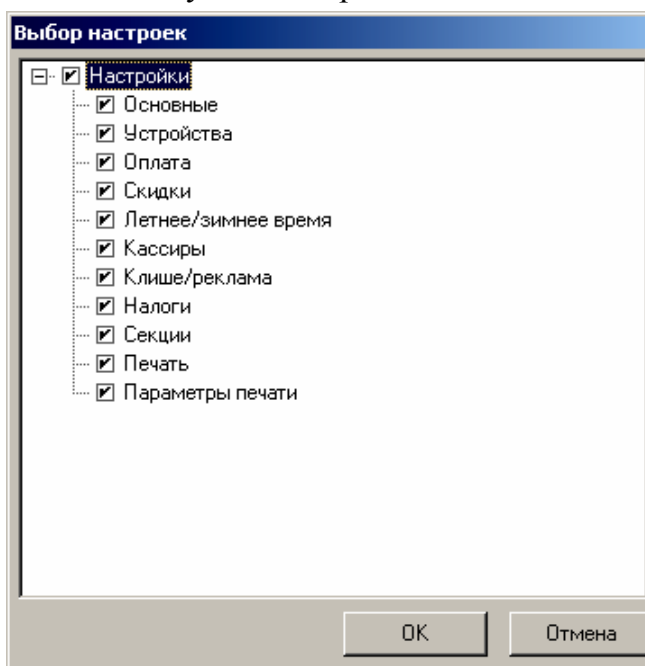 Выбор настроек
Настройки
Основные
Устройства
Оплата
Скидки
Летнее/зимнее время
Кассиры
Клише/реклама
Налоги
Секции
Печать
Параметры печати
OK
Отмена